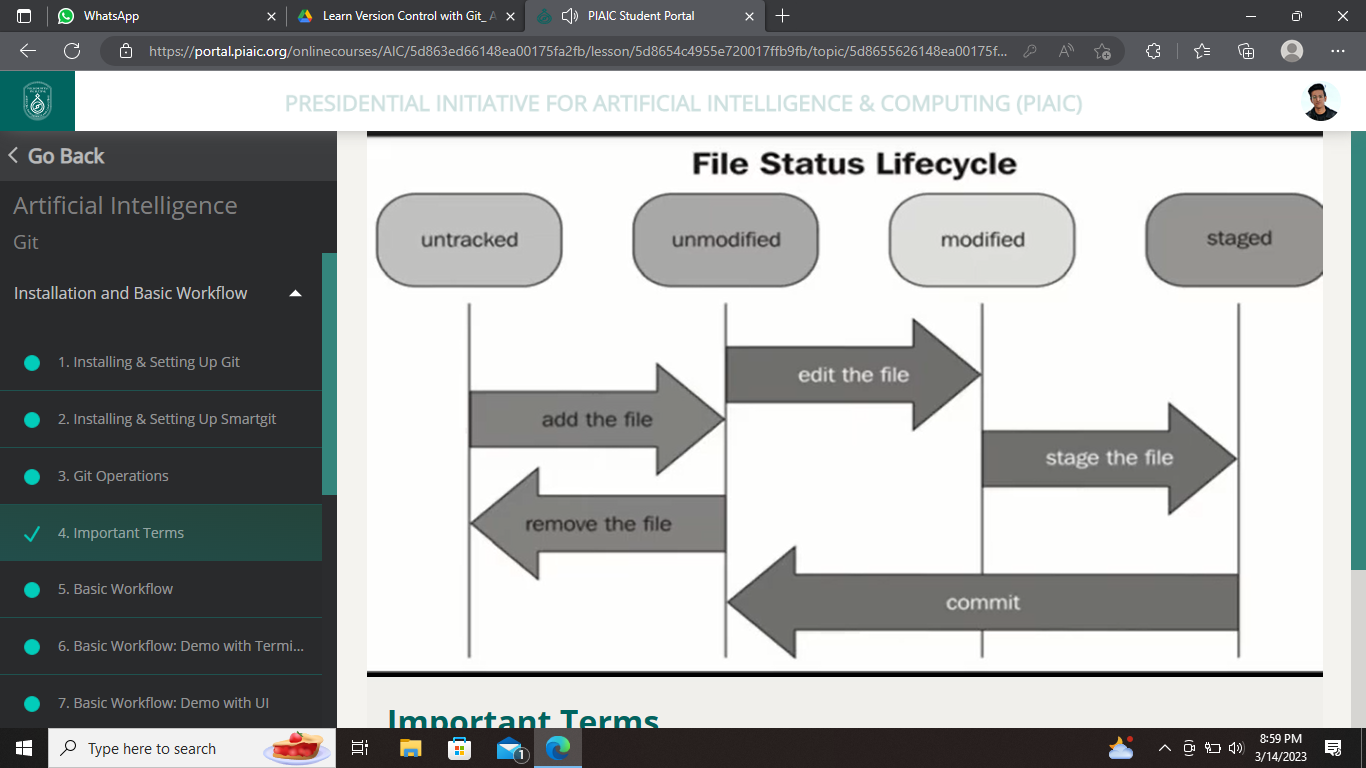 WhatsApp
Learn Version Control with Git_ A
PIAIC Student Portal
https://portal.piaic.org/onlinecourses/AIC/5d863ed66148ea00175fa2fb/lesson/5d8654c4955e720017ffb9fb/topic/5d8655626148ea00175f...
PRESIDENTIAL INITIATIVE FOR ARTIFICIAL INTELLIGENCE & COMPUTING (PIAIC)
Go Back
Artificial Intelligence
Git
Installation and Basic Workflow
1. Installing & Setting Up Git
2. Installing & Setting Up Smartgit
3. Git Operations
4. Important Terms
5. Basic Workflow
6. Basic Workflow: Demo with Termi...
7. Basic Workflow: Demo with UI
File Status Lifecycle
untracked
unmodified
modified
staged
edit the file
add the file
stage the file
remove the file
commit
Important Terms
Type here to search
1
8:59 PM
3/14/2023